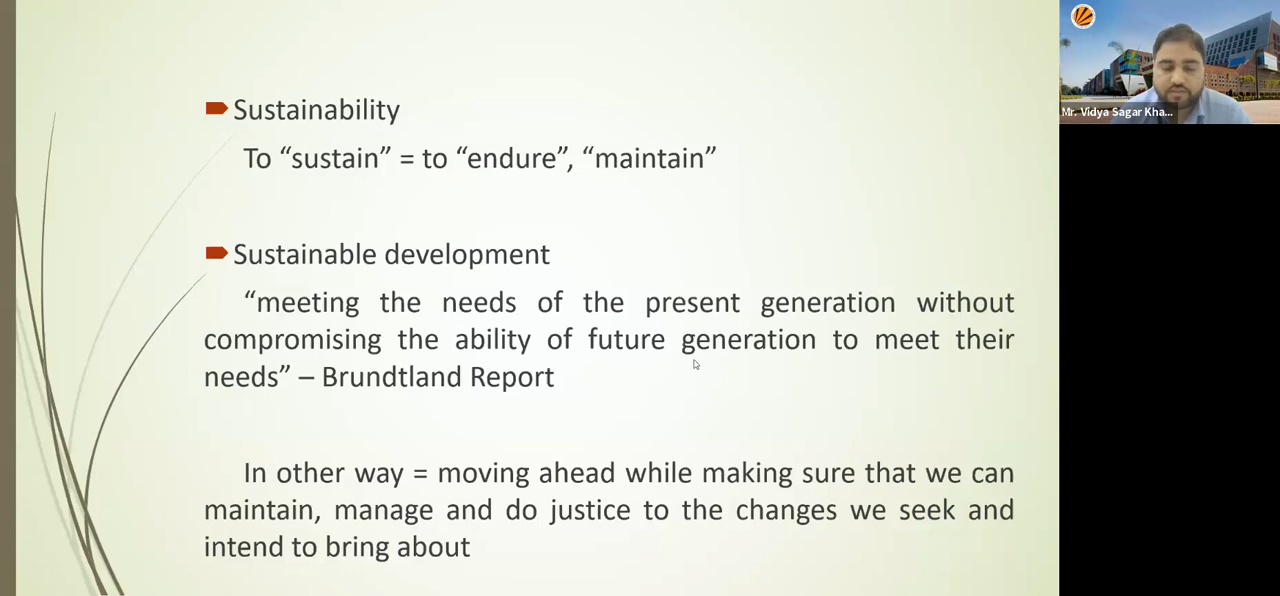 Sustainability
To “sustain” = to “endure”, “maintain”
Sustainable development
“meeting the needs of the present generation without
compromising the ability of future generation to meet their
needs” – Brundtland Report
In other way = moving ahead while making sure that we can
maintain, manage and do justice to the changes we seek and
intend to bring about
Mr. Vidya Sagar Kha...